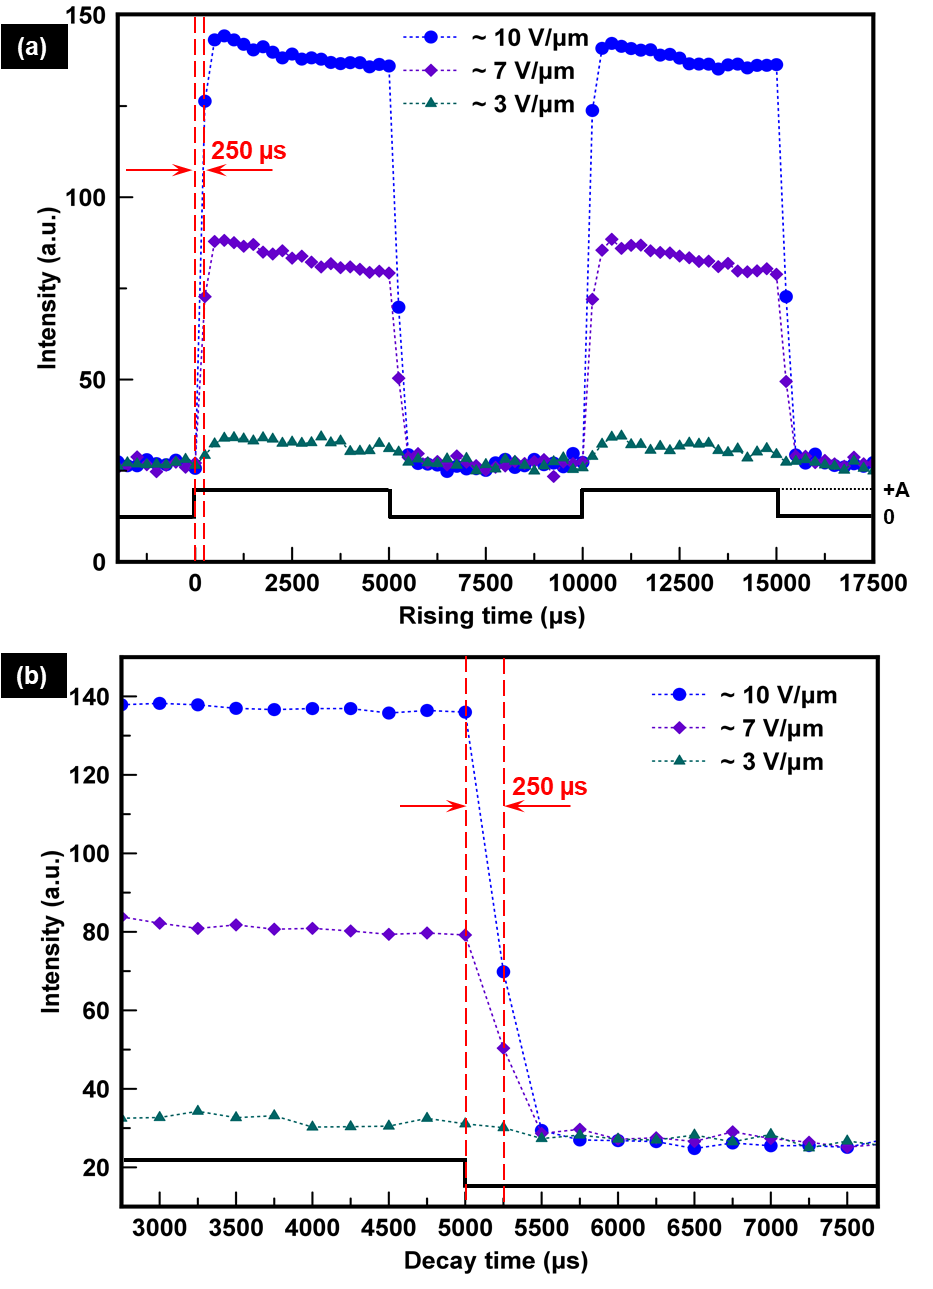 (a)
150
100
50
0
Intensity (a.u.)
~ 10 V/µm
~ 7 V/µm
~ 3 V/µm
250 µs
+A
0
0 2500 5000 7500 10000 12500 15000 17500
Rising time (µs)
(b)
140
120
100
80
60
40
20
Intensity (a.u.)
~ 10 V/µm
~ 7 V/µm
~ 3 V/µm
250 µs
3000 3500 4000 4500 5000 5500 6000 6500 7000 7500
Decay time (µs)